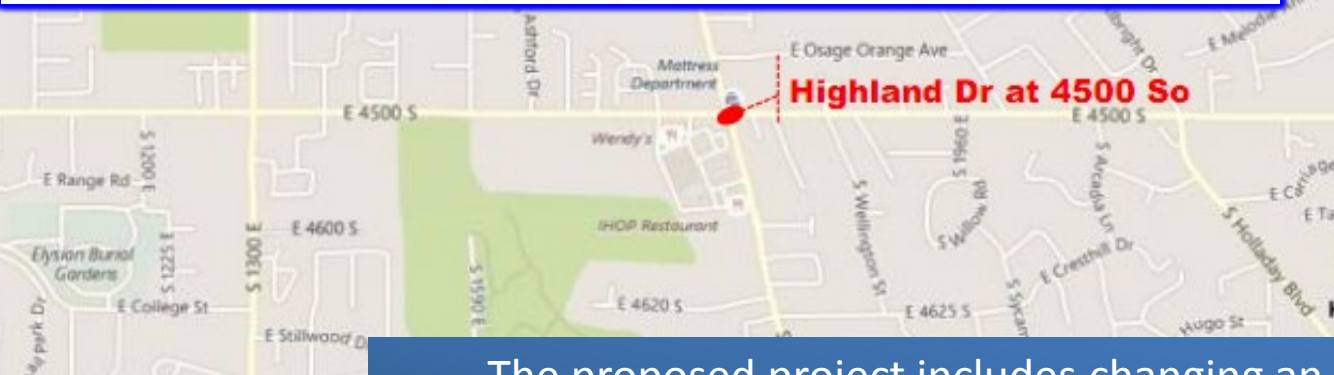 E Osage Orange Ave
Ashford Dr
Mattress
Department
Highland Dr at 4500 So
E 4500 S
E 4500 S
Wendy's
S 1200 E
E Range Rd
S 1960 E
S Arcadia Ln
S Wellington St
Willow Rd
S
S Holladay Blvd
IHOP Restaurant
E 4600 S
S 1300 E
S 1225 E
Elysian Burial
Gardens
E Cresthill Dr
S 1590 E
E College St
E 4620 S
E 4625 S
Hugo St
E Stillwood D
park Dr
The proposed project includes changing an